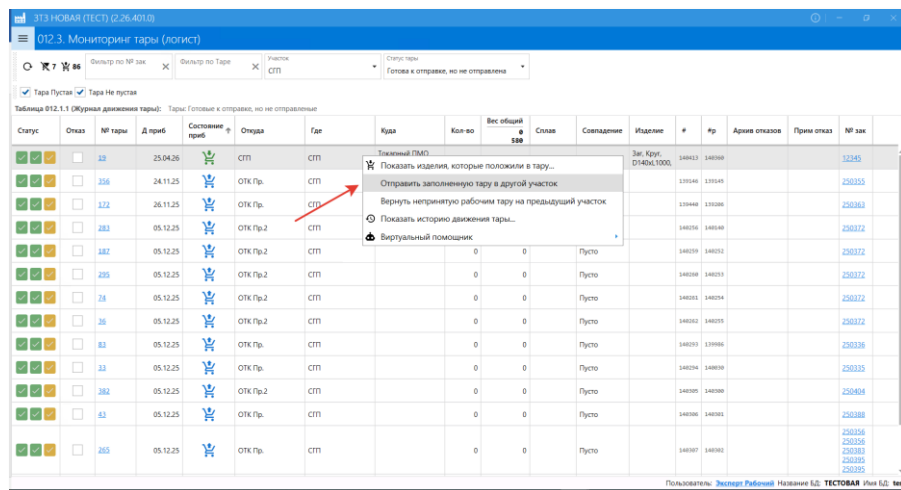 ЗТЗ НОВАЯ (ТЕСТ) (2.26.401.0)
012.3. Мониторинг тары (логист)
7 86 Фильтр по № зак Фильтр по Таре Участок СГП Статус тары Готова к отправке, но не отправлена
Тара Пустая Тара Не пустая
Таблица 012.1.1 (Журнал движения тары): Тары: Готовые к отправке, но не отправленые
Статус Отказ № тары Д приб Состояние приб Откуда Где Куда Кол-во Вес общий 0 580 Сплав Совпадение Изделие # #р Архив отказов Прим отказ № зак
19 25.04.26 СГП СГП Токарный ПМО Заг, Круг, D140xL1000, 140413 140360 12345
Показать изделия, которые положили в тару...
Отправить заполненную тару в другой участок
Вернуть непринятую рабочим тару на предыдущий участок
Показать историю движения тары...
Виртуальный помощник
356 24.11.25 ОТК Пр. СГП 139146 139145 250355
172 26.11.25 ОТК Пр. СГП 139440 139286 250363
283 05.12.25 ОТК Пр.2 СГП 140256 140140 250372
187 05.12.25 ОТК Пр.2 СГП 0 0 Пусто 140259 140252 250372
295 05.12.25 ОТК Пр.2 СГП 0 0 Пусто 140260 140253 250372
74 05.12.25 ОТК Пр.2 СГП 0 0 Пусто 140261 140254 250372
36 05.12.25 ОТК Пр.2 СГП 0 0 Пусто 140262 140255 250372
83 05.12.25 ОТК Пр. СГП 0 0 Пусто 140293 139986 250336
33 05.12.25 ОТК Пр. СГП 0 0 Пусто 140294 140030 250335
382 05.12.25 ОТК Пр.2 СГП 0 0 Пусто 140305 140300 250404
43 05.12.25 ОТК Пр. СГП 0 0 Пусто 140306 140301 250388
265 05.12.25 ОТК Пр. СГП 0 0 Пусто 140307 140302 250356
250356
250383
250395
250395
Пользователь: Эксперт Рабочий Название БД: ТЕСТОВАЯ Имя БД: